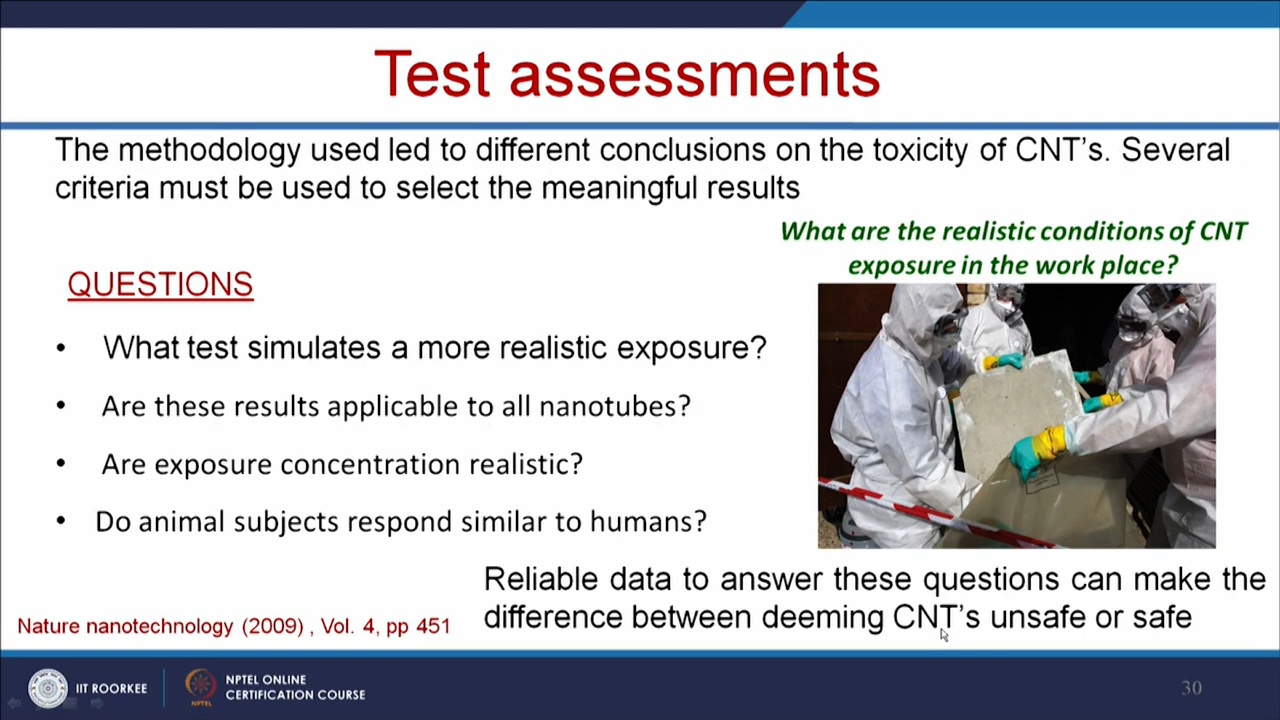 Test assessments
The methodology used led to different conclusions on the toxicity of CNT's. Several
criteria must be used to select the meaningful results
What are the realistic conditions of CNT
exposure in the work place?
QUESTIONS
• What test simulates a more realistic exposure?
• Are these results applicable to all nanotubes?
• Are exposure concentration realistic?
• Do animal subjects respond similar to humans?
Reliable data to answer these questions can make the
difference between deeming CNT's unsafe or safe
Nature nanotechnology (2009) , Vol. 4, pp 451
IIT ROORKEE
NPTEL
NPTEL ONLINE
CERTIFICATION COURSE
30